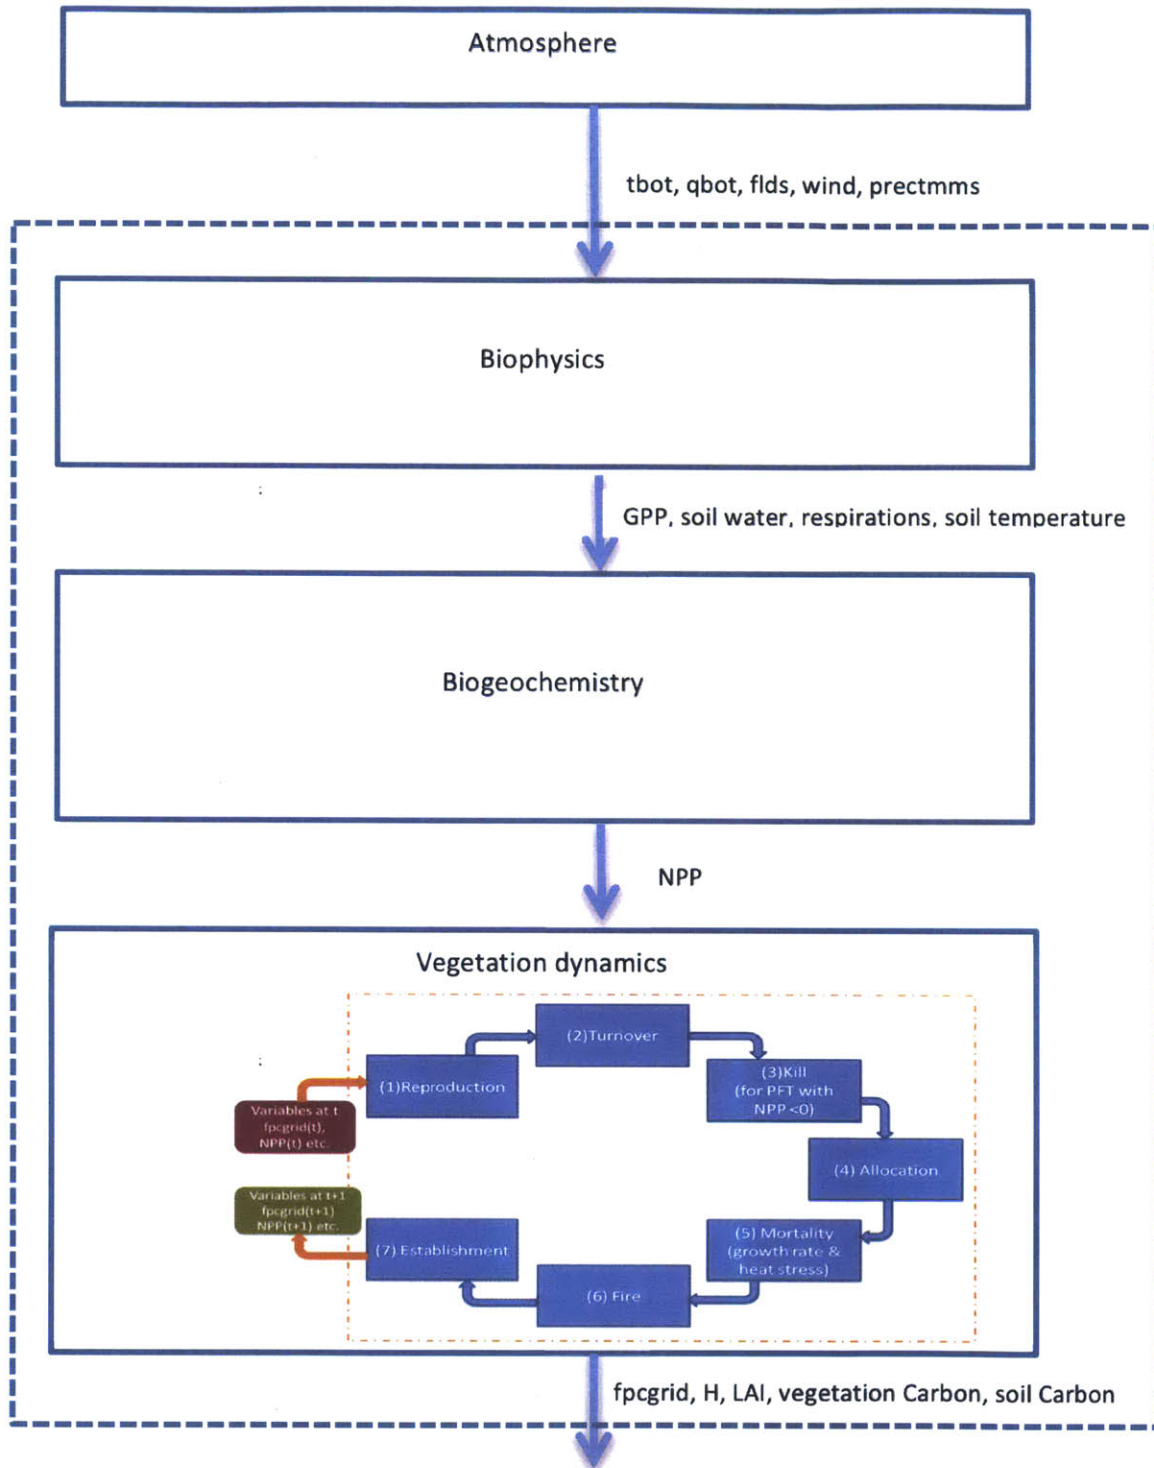 Atmosphere
tbot, qbot, flds, wind, prectmms
Biophysics
GPP, soil water, respirations, soil temperature
Biogeochemistry
NPP
Vegetation dynamics
(2)Turnover
(1)Reproduction
(3)Kill
(for PFT with
NPP <0)
Variables at t
fpcgrid(t),
NPP(t) etc.
(4) Allocation
Variables at t+1
fpcgrid(t+1)
NPP(t+1) etc.
(7) Establishment
(5) Mortality
(growth rate &
heat stress)
(6) Fire
fpcgrid, H, LAI, vegetation Carbon, soil Carbon